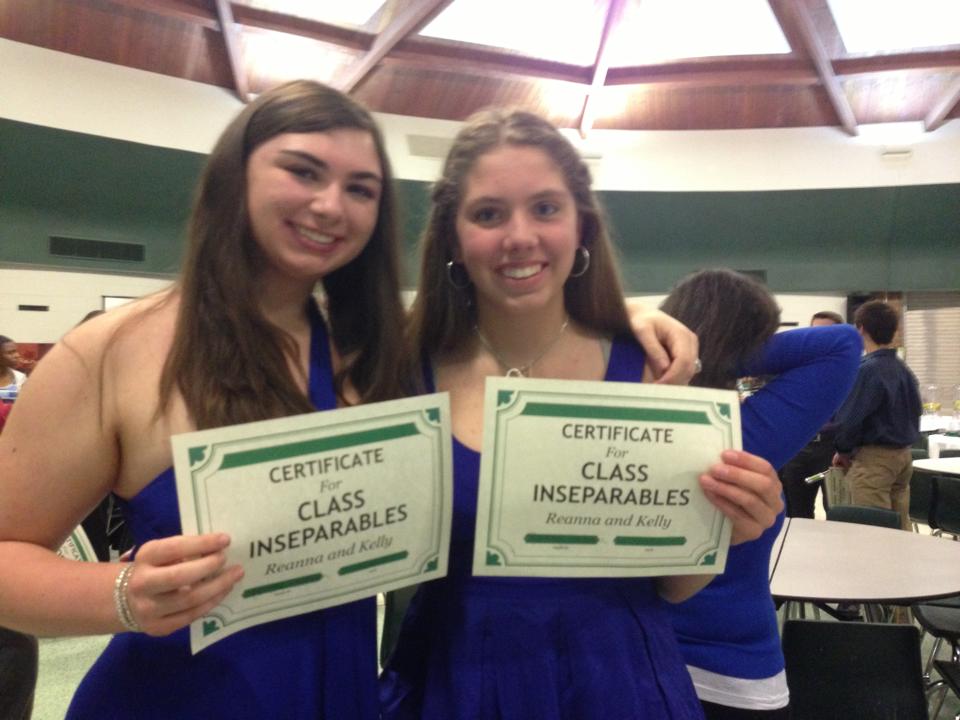 CERTIFICATE
For
CLASS
INSEPARABLES
Reanna and Kelly
CERTIFICATE
For
CLASS
INSEPARABLES
Reanna and Kelly